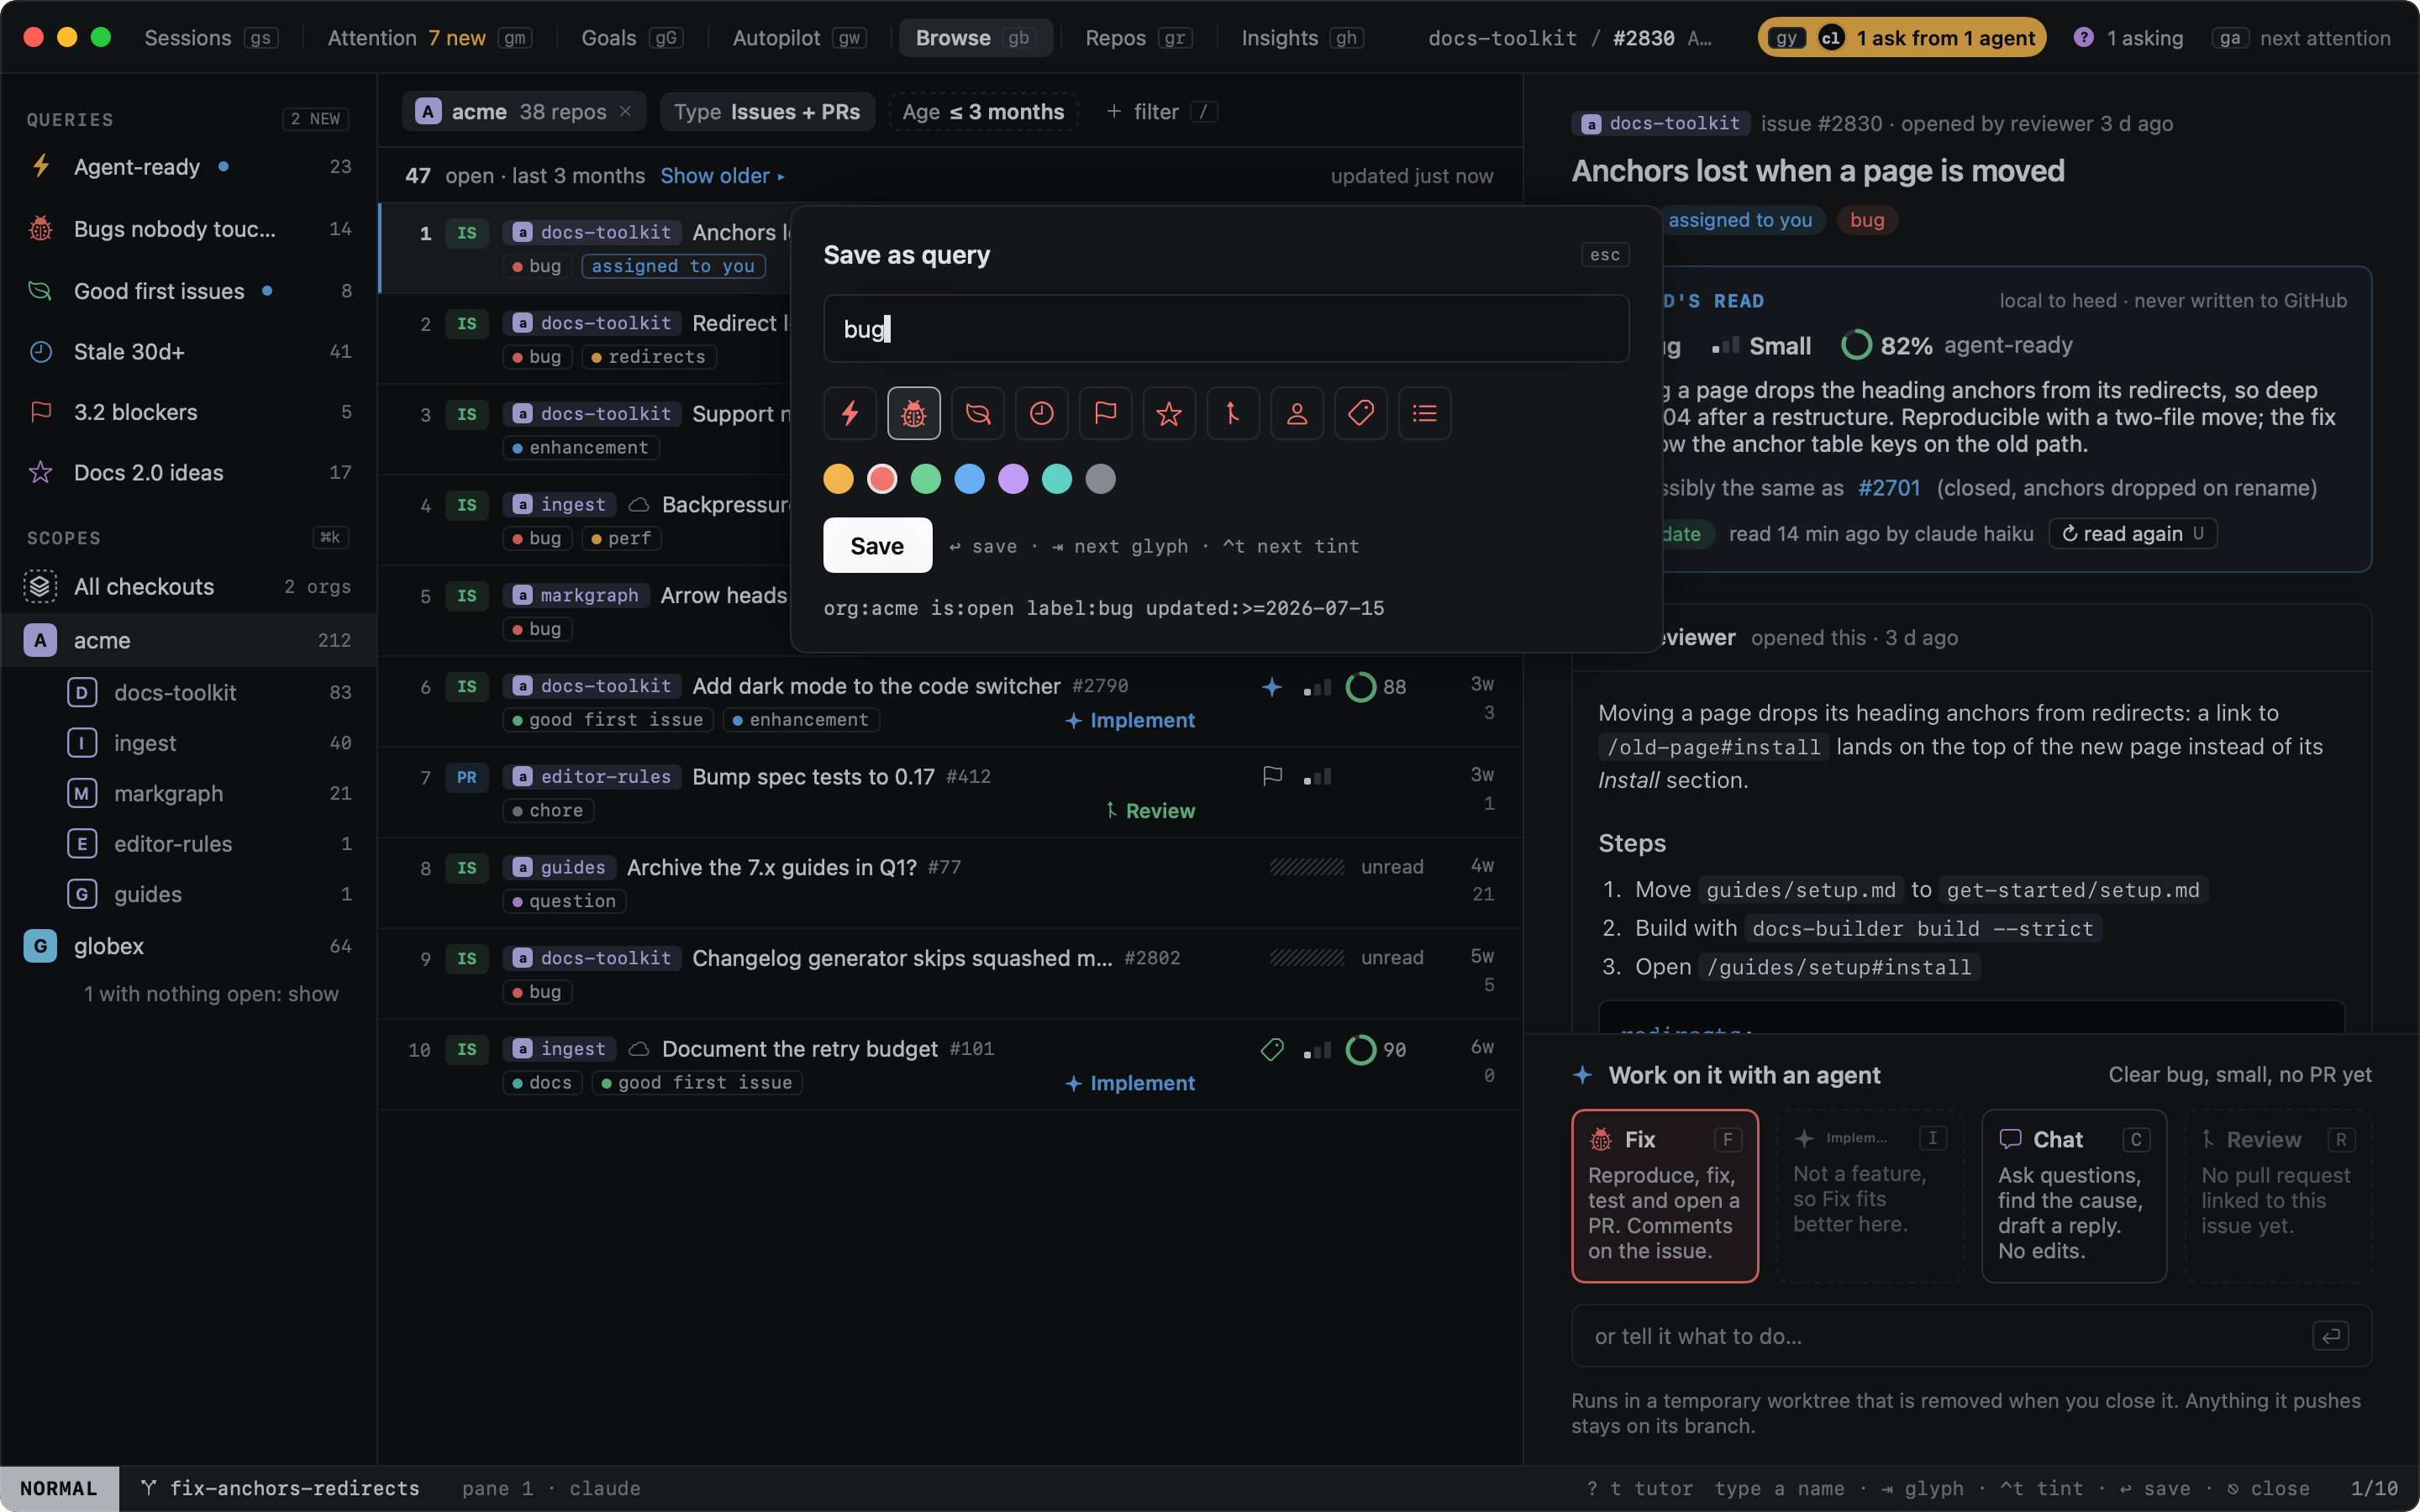 Sessions gs Attention 7 new gm Goals gG Autopilot gw Browse gb Repos gr Insights gh docs-toolkit / #2830 A… gy cl 1 ask from 1 agent ? 1 asking ga next attention
QUERIES 2 NEW
Agent-ready 23
Bugs nobody touc… 14
Good first issues 8
Stale 30d+ 41
3.2 blockers 5
Docs 2.0 ideas 17
SCOPES ⌘k
All checkouts 2 orgs
A acme 212
D docs-toolkit 83
I ingest 40
M markgraph 21
E editor-rules 1
G guides 1
G globex 64
1 with nothing open: show
A acme 38 repos × Type Issues + PRs Age ≤ 3 months + filter /
47 open · last 3 months Show older ▸ updated just now
1 IS a docs-toolkit Anchors l
bug assigned to you
2 IS a docs-toolkit Redirect l
bug redirects
3 IS a docs-toolkit Support n
enhancement
4 IS a ingest Backpressur
bug perf
5 IS a markgraph Arrow heads
bug
6 IS a docs-toolkit Add dark mode to the code switcher #2790 88 3w
good first issue enhancement Implement 3
7 PR a editor-rules Bump spec tests to 0.17 #412 3w
chore Review 1
8 IS a guides Archive the 7.x guides in Q1? #77 unread 4w
question 21
9 IS a docs-toolkit Changelog generator skips squashed m… #2802 unread 5w
bug 5
10 IS a ingest Document the retry budget #101 90 6w
docs good first issue Implement 0
Save as query esc
bug
Save ↩ save · ⇥ next glyph · ^t next tint
org:acme is:open label:bug updated:>=2026-07-15
a docs-toolkit issue #2830 · opened by reviewer 3 d ago
Anchors lost when a page is moved
assigned to you bug
D'S READ local to heed · never written to GitHub
g Small 82% agent-ready
g a page drops the heading anchors from its redirects, so deep
04 after a restructure. Reproducible with a two-file move; the fix
ow the anchor table keys on the old path.
ssibly the same as #2701 (closed, anchors dropped on rename)
date read 14 min ago by claude haiku ↻ read again U
eviewer opened this · 3 d ago
Moving a page drops its heading anchors from redirects: a link to
/old-page#install lands on the top of the new page instead of its
Install section.
Steps
1. Move guides/setup.md to get-started/setup.md
2. Build with docs-builder build --strict
3. Open /guides/setup#install
redirects:
Work on it with an agent Clear bug, small, no PR yet
Fix F
Reproduce, fix,
test and open a
PR. Comments
on the issue.
Implem… I
Not a feature,
so Fix fits
better here.
Chat C
Ask questions,
find the cause,
draft a reply.
No edits.
Review R
No pull request
linked to this
issue yet.
or tell it what to do…
Runs in a temporary worktree that is removed when you close it. Anything it pushes
stays on its branch.
NORMAL fix-anchors-redirects pane 1 · claude ? t tutor type a name · ⇥ glyph · ^t tint · ↩ save · ⎋ close 1/10